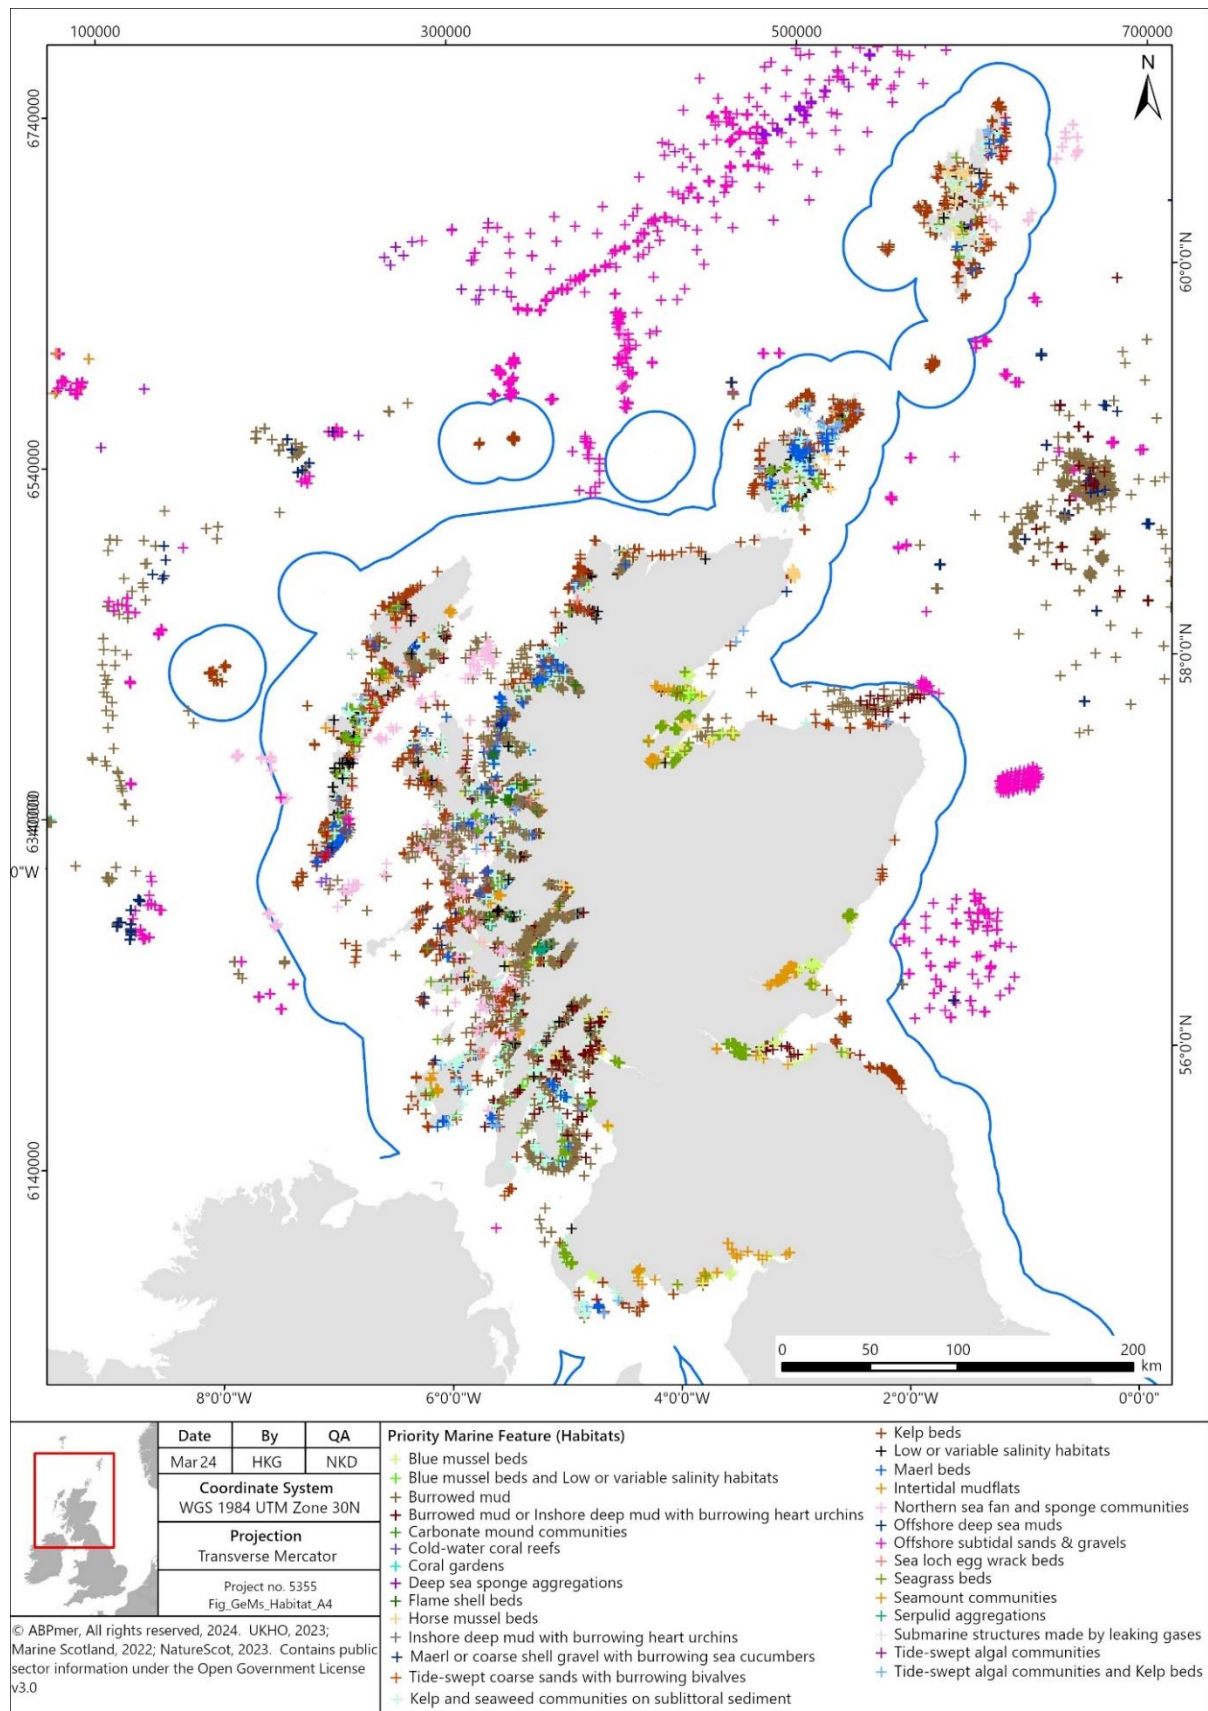 100000 300000 500000 700000
N
6740000
60°0'0"N
6540000
58°0'0"N
0"W
56°0'0"N
6140000
0 50 100 200
km
8°0'0"W 6°0'0"W 4°0'0"W 2°0'0"W 0°0'0"
Date By QA
Mar 24 HKG NKD
Coordinate System
WGS 1984 UTM Zone 30N
Projection
Transverse Mercator
Project no. 5355
Fig_GeMs_Habitat_A4
© ABPmer, All rights reserved, 2024. UKHO, 2023;
Marine Scotland, 2022; NatureScot, 2023. Contains public
sector information under the Open Government License
v3.0
Priority Marine Feature (Habitats)
Blue mussel beds
Blue mussel beds and Low or variable salinity habitats
Burrowed mud
Burrowed mud or Inshore deep mud with burrowing heart urchins
Carbonate mound communities
Cold-water coral reefs
Coral gardens
Deep sea sponge aggregations
Flame shell beds
Horse mussel beds
Inshore deep mud with burrowing heart urchins
Maerl or coarse shell gravel with burrowing sea cucumbers
Tide-swept coarse sands with burrowing bivalves
Kelp and seaweed communities on sublittoral sediment
Kelp beds
Low or variable salinity habitats
Maerl beds
Intertidal mudflats
Northern sea fan and sponge communities
Offshore deep sea muds
Offshore subtidal sands & gravels
Sea loch egg wrack beds
Seagrass beds
Seamount communities
Serpulid aggregations
Submarine structures made by leaking gases
Tide-swept algal communities
Tide-swept algal communities and Kelp beds